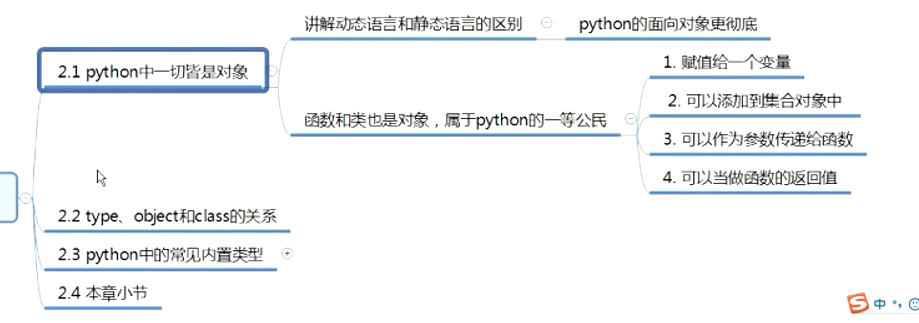 讲解动态语言和静态语言的区别
python的面向对象更彻底
2.1 python中一切皆是对象
1. 赋值给一个变量
2. 可以添加到集合对象中
函数和类也是对象，属于python的一等公民
3. 可以作为参数传递给函数
4. 可以当做函数的返回值
2.2 type、object和class的关系
2.3 python中的常见内置类型
2.4 本章小节
中